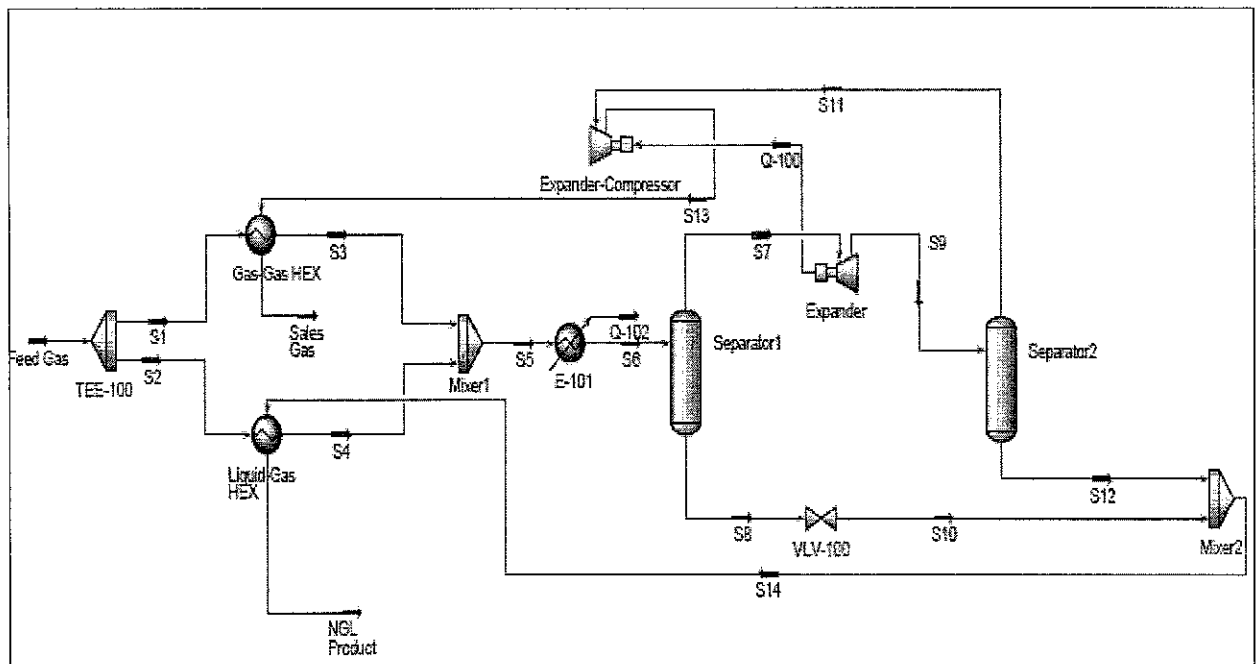 S11
Q-100
Expander-Compressor
S13
S7
S9
S3
Gas-Gas HEX
Expander
S1
Sales
Gas
Q-102
Separator1
Separator2
Feed Gas
S2
S5
S6
TEE-100
Mixer1
E-101
S4
Liquid-Gas
HEX
S12
S8
S10
VLV-100
Mixer2
S14
NGL
Product